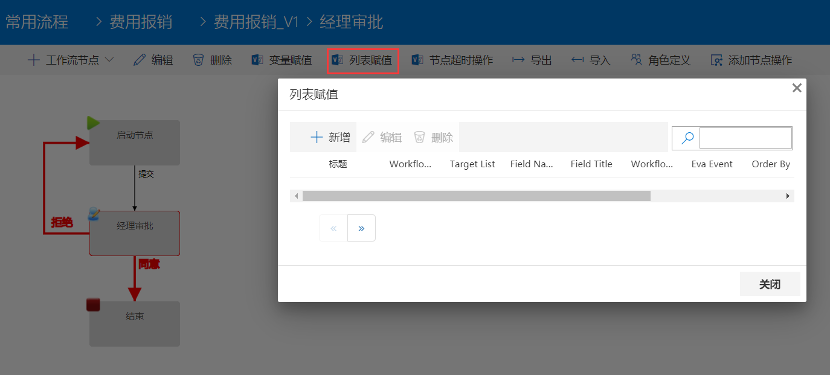 常用流程 > 费用报销 > 费用报销_V1 > 经理审批
工作流节点 编辑 删除 变量赋值 列表赋值 节点超时操作 导出 导入 角色定义 添加节点操作
列表赋值
新增 编辑 删除
标题 Workflo... Target List Field Na... Field Title Workflo... Eva Event Order By
« »
关闭
启动节点
提交
拒绝
经理审批
同意
结束